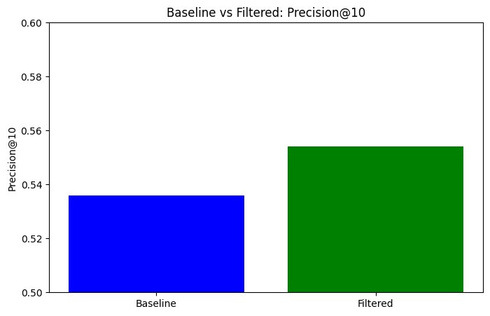 Baseline vs Filtered: Precision@10
Precision@10
0.60
0.58
0.56
0.54
0.52
0.50
Baseline
Filtered